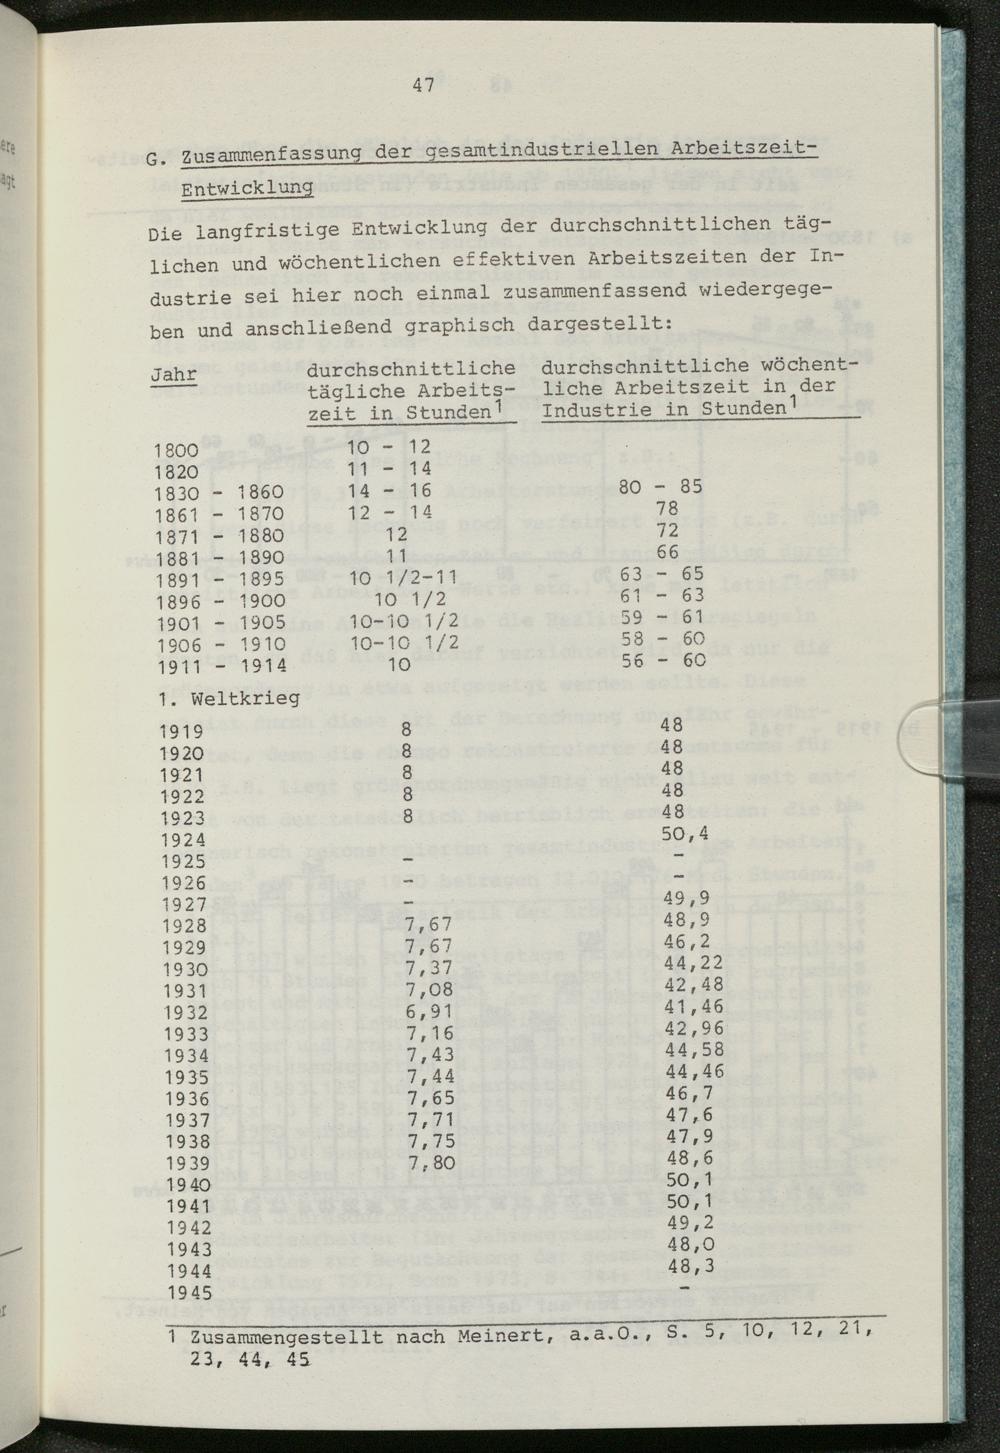 47
G. Zusammenfassung der gesamtindustriellen Arbeitszeit-
Entwicklung
Die langfristige Entwicklung der durchschnittlichen täg-
lichen und wöchentlichen effektiven Arbeitszeiten der In-
dustrie sei hier noch einmal zusammenfassend wiedergege-
ben und anschließend graphisch dargestellt:
Jahr durchschnittliche durchschnittliche wöchent-
tägliche Arbeits- liche Arbeitszeit in der
zeit in Stunden1 Industrie in Stunden1
1800 10 - 12
1820 11 - 14
1830 - 1860 14 - 16 80 - 85
1861 - 1870 12 - 14 78
1871 - 1880 12 72
1881 - 1890 11 66
1891 - 1895 10 1/2-11 63 - 65
1896 - 1900 10 1/2 61 - 63
1901 - 1905 10-10 1/2 59 - 61
1906 - 1910 10-10 1/2 58 - 60
1911 - 1914 10 56 - 60
1. Weltkrieg
1919 8 48
1920 8 48
1921 8 48
1922 8 48
1923 8 48
1924 50,4
1925 - -
1926 - -
1927 - 49,9
1928 7,67 48,9
1929 7,67 46,2
1930 7,37 44,22
1931 7,08 42,48
1932 6,91 41,46
1933 7,16 42,96
1934 7,43 44,58
1935 7,44 44,46
1936 7,65 46,7
1937 7,71 47,6
1938 7,75 47,9
1939 7,80 48,6
1940 50,1
1941 50,1
1942 49,2
1943 48,0
1944 48,3
1945 -
1 Zusammengestellt nach Meinert, a.a.O., S. 5, 10, 12, 21,
23, 44, 45